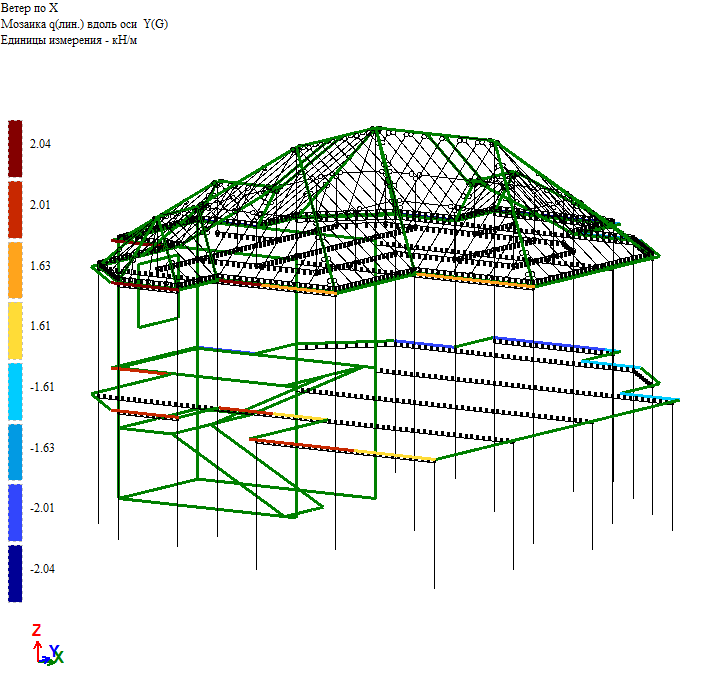 Ветер по X
Мозаика q(лин.) вдоль оси Y(G)
Единицы измерения - кН/м
2.04
2.01
1.63
1.61
-1.61
-1.63
-2.01
-2.04
Z
Y
X